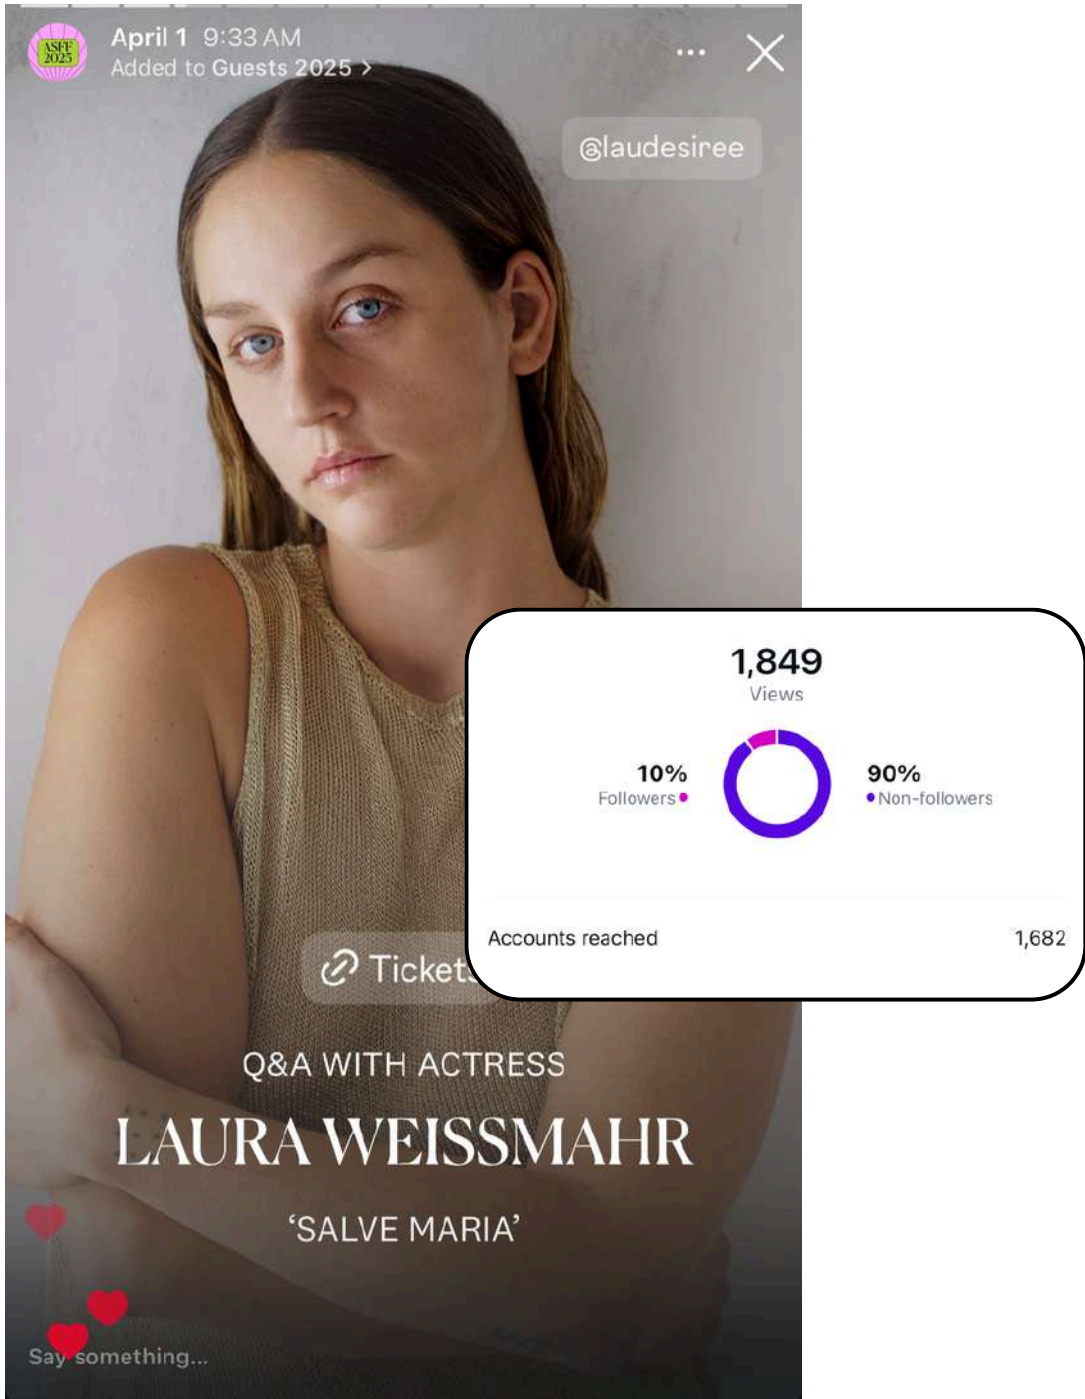 ASFF
2025
April 1 9:33 AM
Added to Guests 2025 >
@laudesiree
1,849
Views
10%
Followers
90%
Non-followers
Accounts reached 1,682
Tickets
Q&A WITH ACTRESS
LAURA WEISSMAHR
‘SALVE MARIA’
Say something...